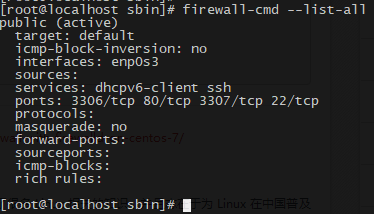 [root@localhost sbin]# firewall-cmd --list-all
public (active)
  target: default
  icmp-block-inversion: no
  interfaces: enp0s3
  sources:
  services: dhcpv6-client ssh
  ports: 3306/tcp 80/tcp 3307/tcp 22/tcp
  protocols:
  masquerade: no
  forward-ports:
  sourceports:
  icmp-blocks:
  rich rules:
[root@localhost sbin]#
centos-7/
于为 Linux 在中国普及